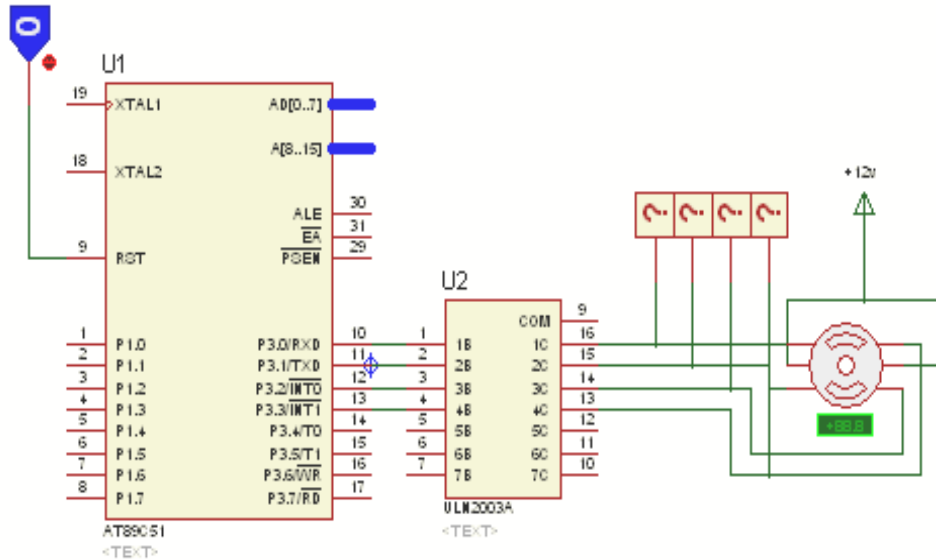 0
U1
19 XTAL1 AD[0..7]
A[8..15]
18 XTAL2
ALE 30
EA 31
9 RST PSEN 29
+12v
? ? ? ?
U2
COM 9
1 P1.0 P3.0/RXD 10 1 1B 1C 16
2 P1.1 P3.1/TXD 11 2 2B 2C 15
3 P1.2 P3.2/INT0 12 3 3B 3C 14
4 P1.3 P3.3/INT1 13 4 4B 4C 13
5 P1.4 P3.4/T0 14 5 5B 5C 12
6 P1.5 P3.5/T1 15 6 6B 6C 11
7 P1.6 P3.6/WR 16 7 7B 7C 10
8 P1.7 P3.7/RD 17
+88.8
AT89C51
<TEXT>
ULN2003A
<TEXT>